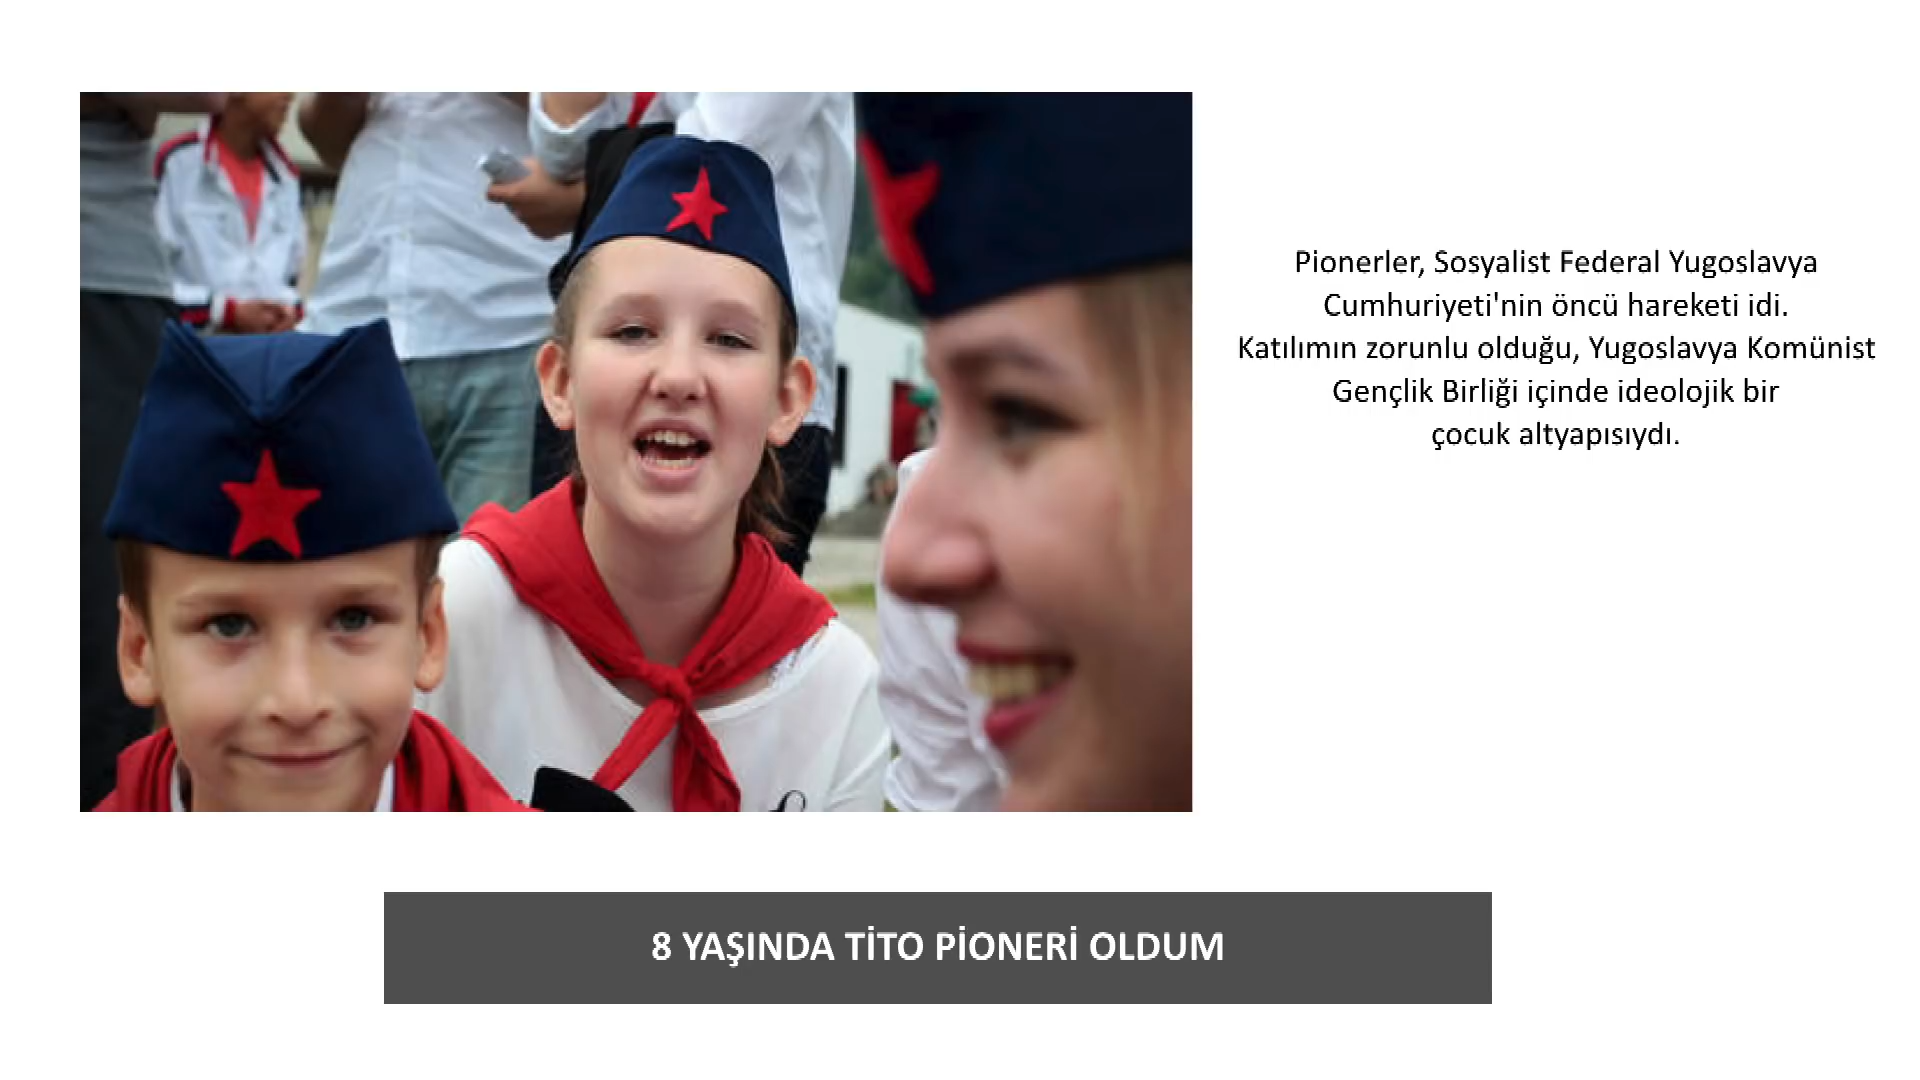 Pionerler, Sosyalist Federal Yugoslavya
Cumhuriyeti'nin öncü hareketi idi.
Katılımın zorunlu olduğu, Yugoslavya Komünist
Gençlik Birliği içinde ideolojik bir
çocuk altyapısıydı.
8 YAŞINDA TİTO PİONERİ OLDUM